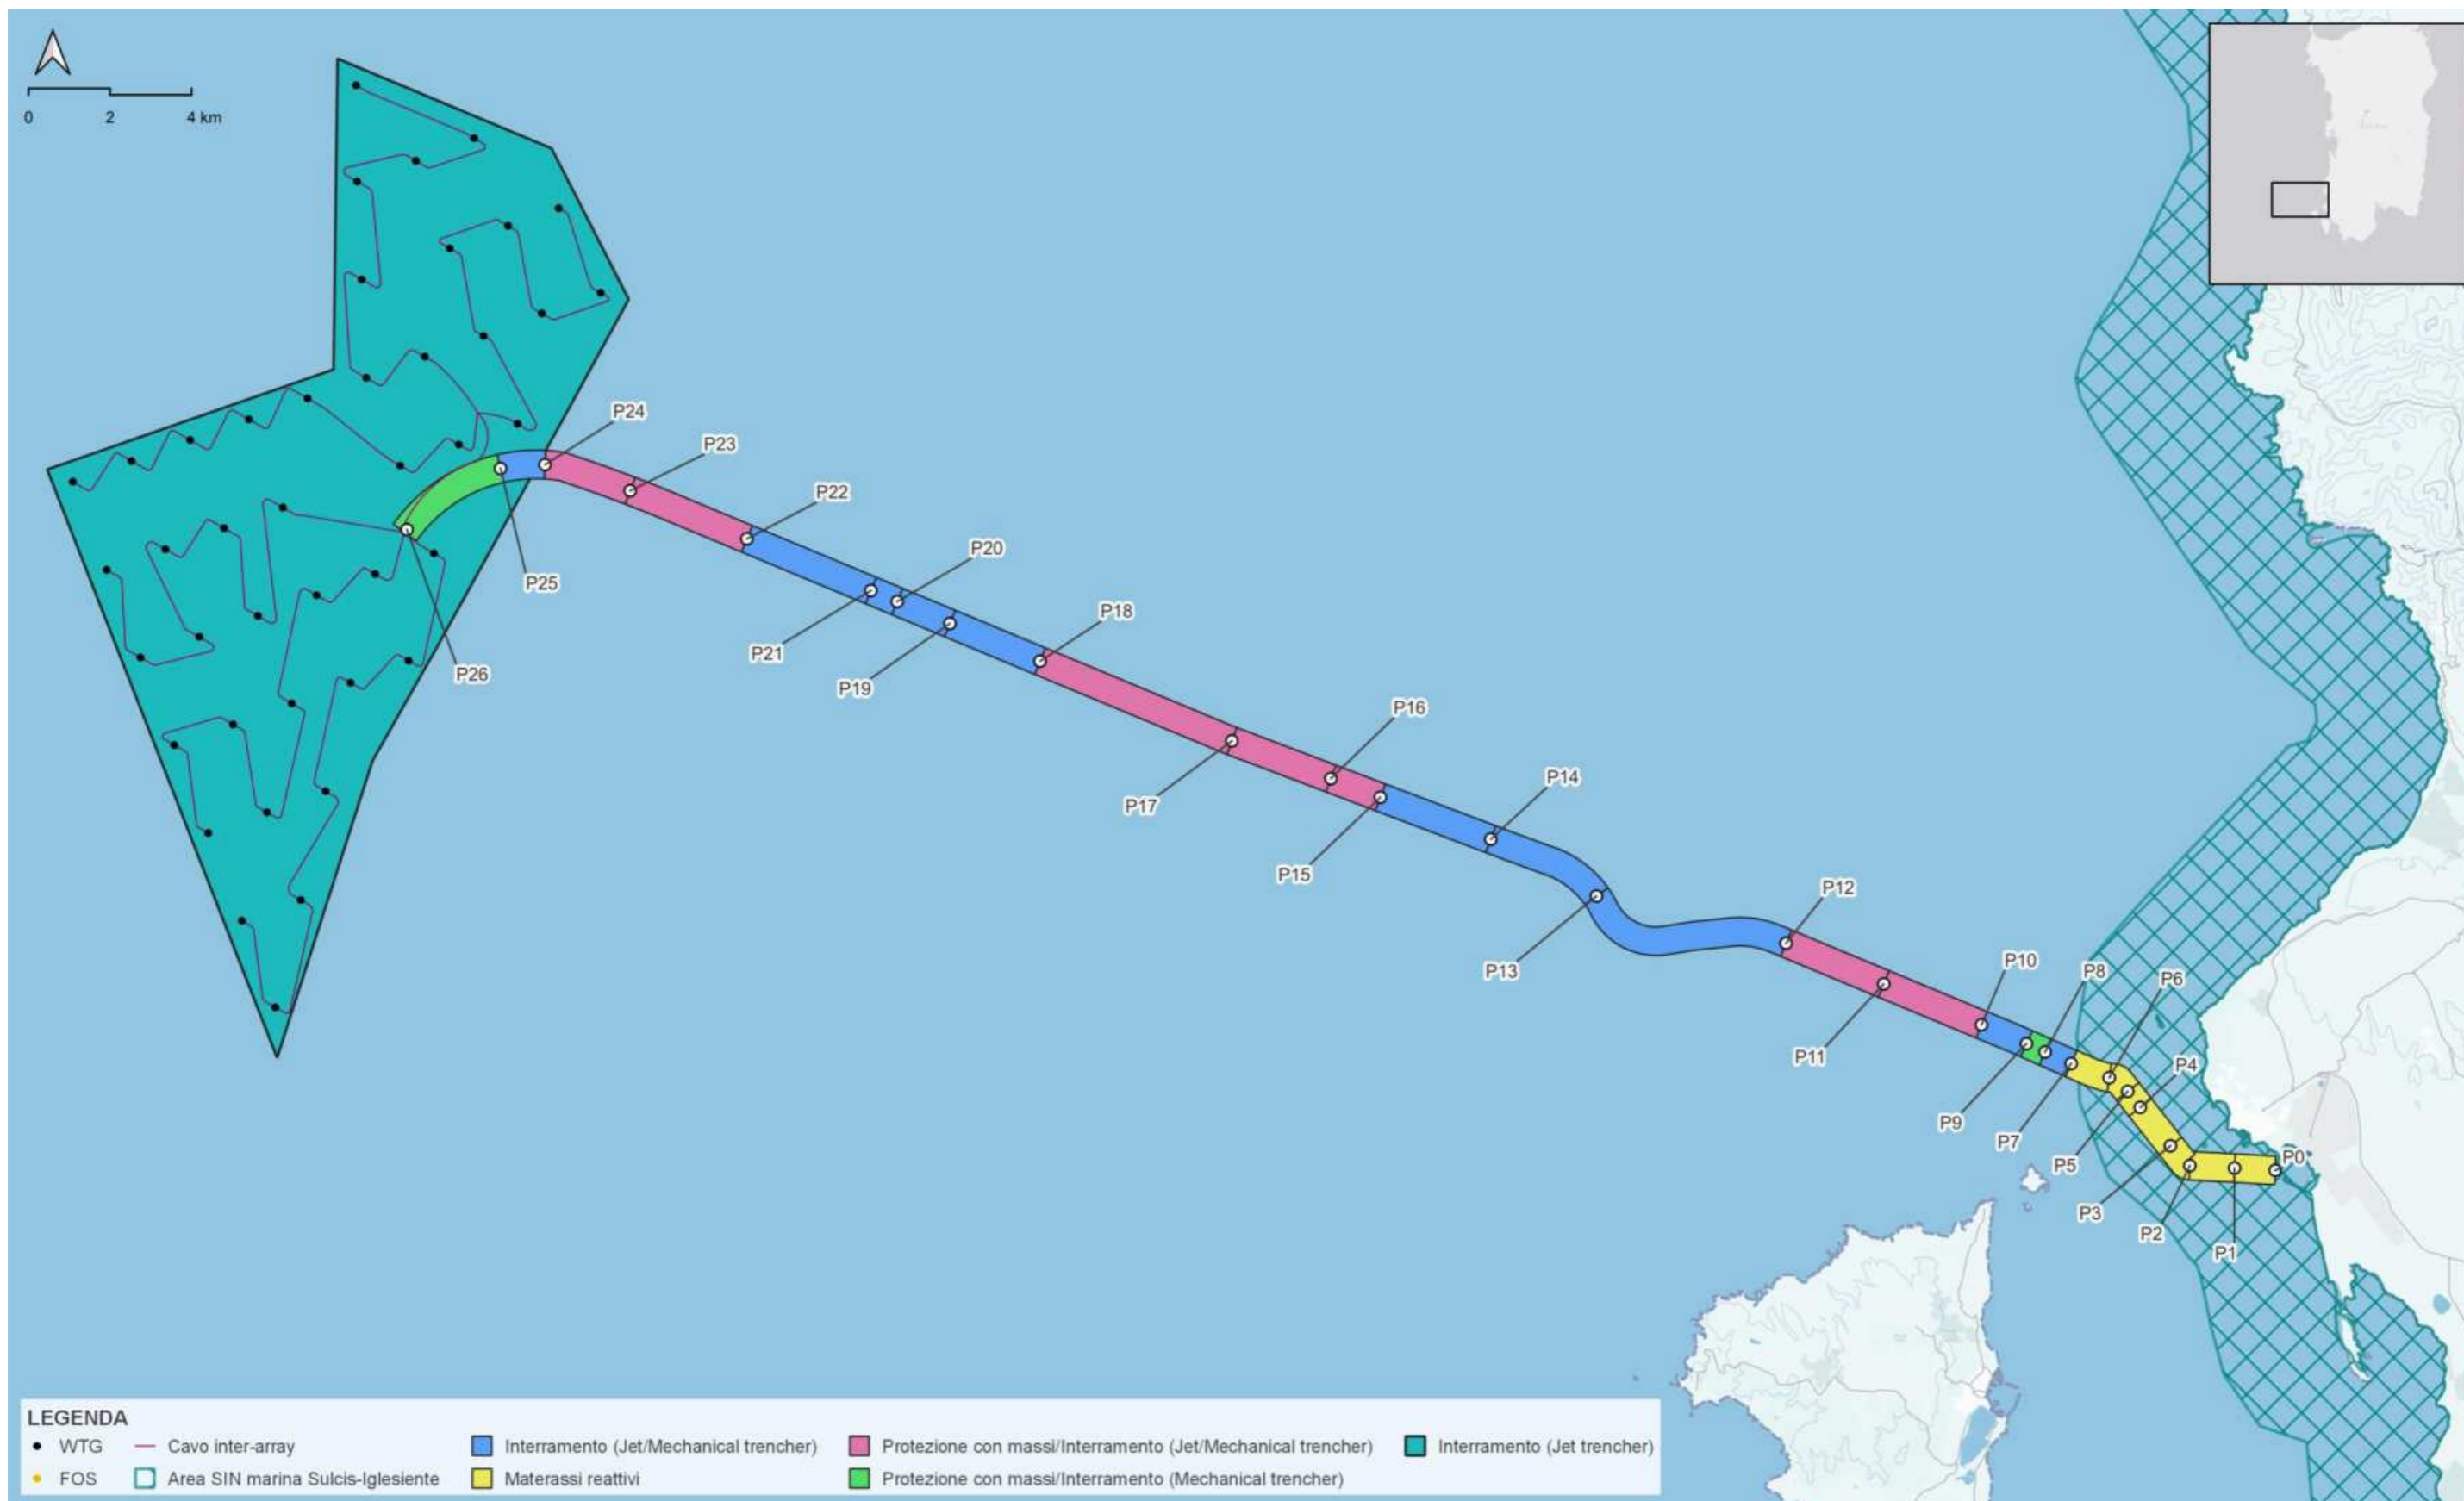 0 2 4 km
P24
P23
P22
P20
P25
P18
P21
P26
P19
P16
P14
P17
P15
P12
P10
P8
P6
P13
P11
P4
P9
P7
P5
P0
P3
P2
P1
LEGENDA
WTG Cavo inter-array Interramento (Jet/Mechanical trencher) Protezione con massi/Interramento (Jet/Mechanical trencher) Interramento (Jet trencher)
FOS Area SIN marina Sulcis-Iglesiente Materassi reattivi Protezione con massi/Interramento (Mechanical trencher)